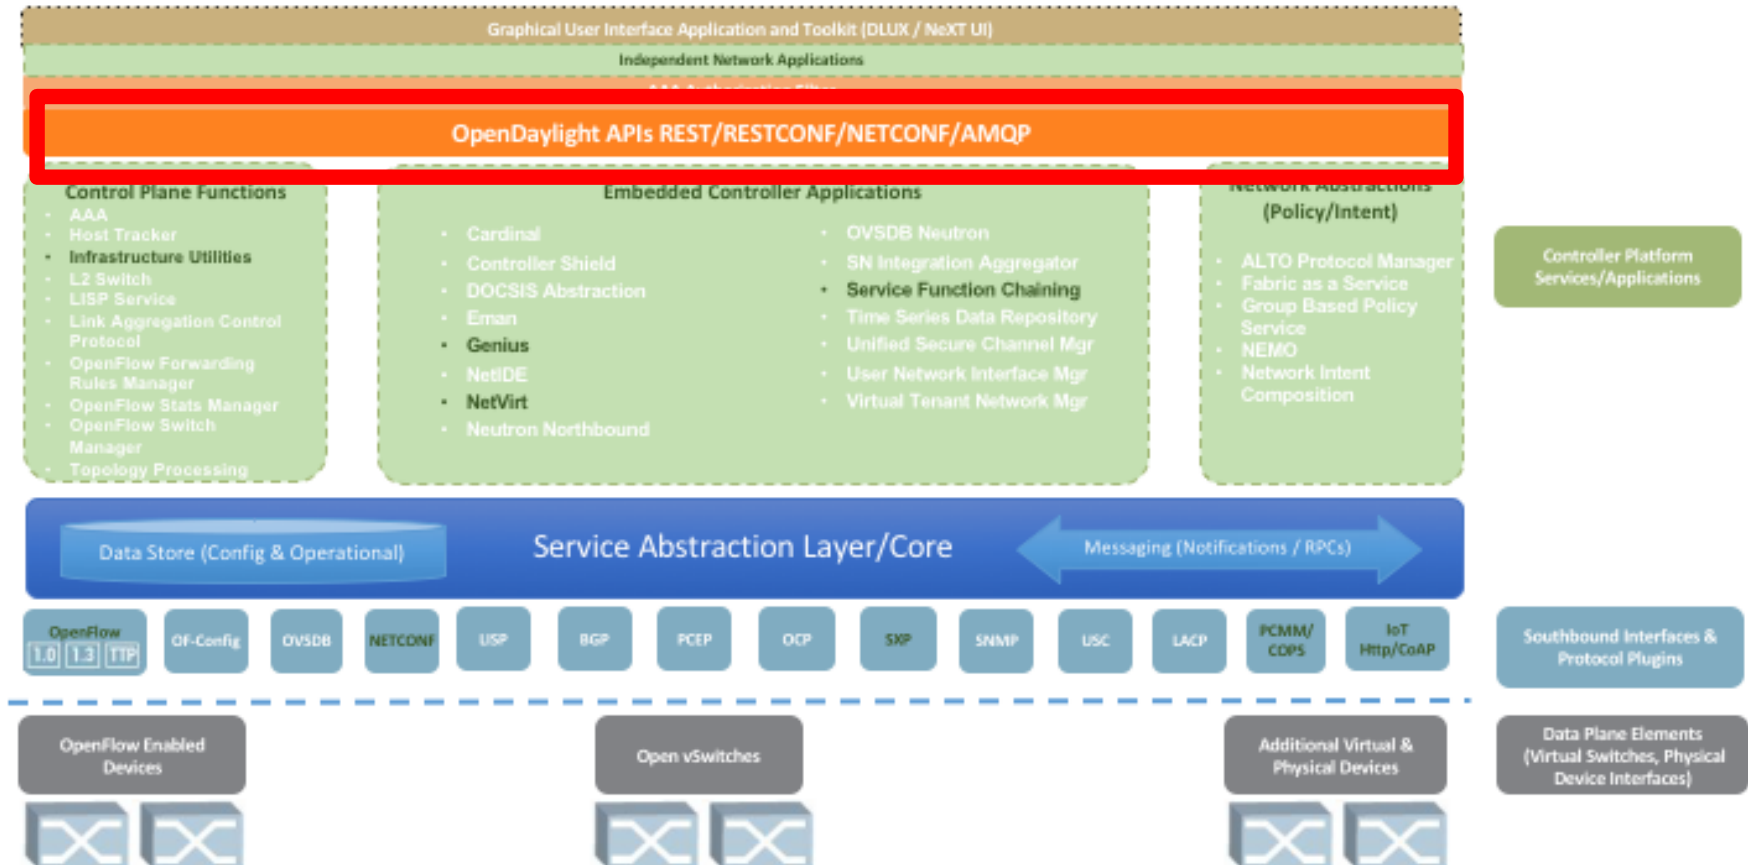 Graphical User Interface Application and Toolkit (DLUX / NeXT UI)
Independent Network Applications
AAA Authentication Filter
OpenDaylight APIs REST/RESTCONF/NETCONF/AMQP
Control Plane Functions
AAA
Host Tracker
Infrastructure Utilities
L2 Switch
LISP Service
Link Aggregation Control
Protocol
OpenFlow Forwarding
Rules Manager
OpenFlow Stats Manager
OpenFlow Switch
Manager
Topology Processing
Embedded Controller Applications
Cardinal
Controller Shield
DOCSIS Abstraction
Eman
Genius
NetIDE
NetVirt
Neutron Northbound
OVSDB Neutron
SN Integration Aggregator
Service Function Chaining
Time Series Data Repository
Unified Secure Channel Mgr
User Network Interface Mgr
Virtual Tenant Network Mgr
Network Abstractions
(Policy/Intent)
ALTO Protocol Manager
Fabric as a Service
Group Based Policy
Service
NEMO
Network Intent
Composition
Controller Platform
Services/Applications
Data Store (Config & Operational)
Service Abstraction Layer/Core
Messaging (Notifications / RPCs)
OpenFlow
1.0 1.3 TTP
OF-Config
OVSDB
NETCONF
LISP
BGP
PCEP
OCP
SXP
SNMP
USC
LACP
PCMM/
COPS
IoT
Http/CoAP
Southbound Interfaces &
Protocol Plugins
OpenFlow Enabled
Devices
Open vSwitches
Additional Virtual &
Physical Devices
Data Plane Elements
(Virtual Switches, Physical
Device Interfaces)